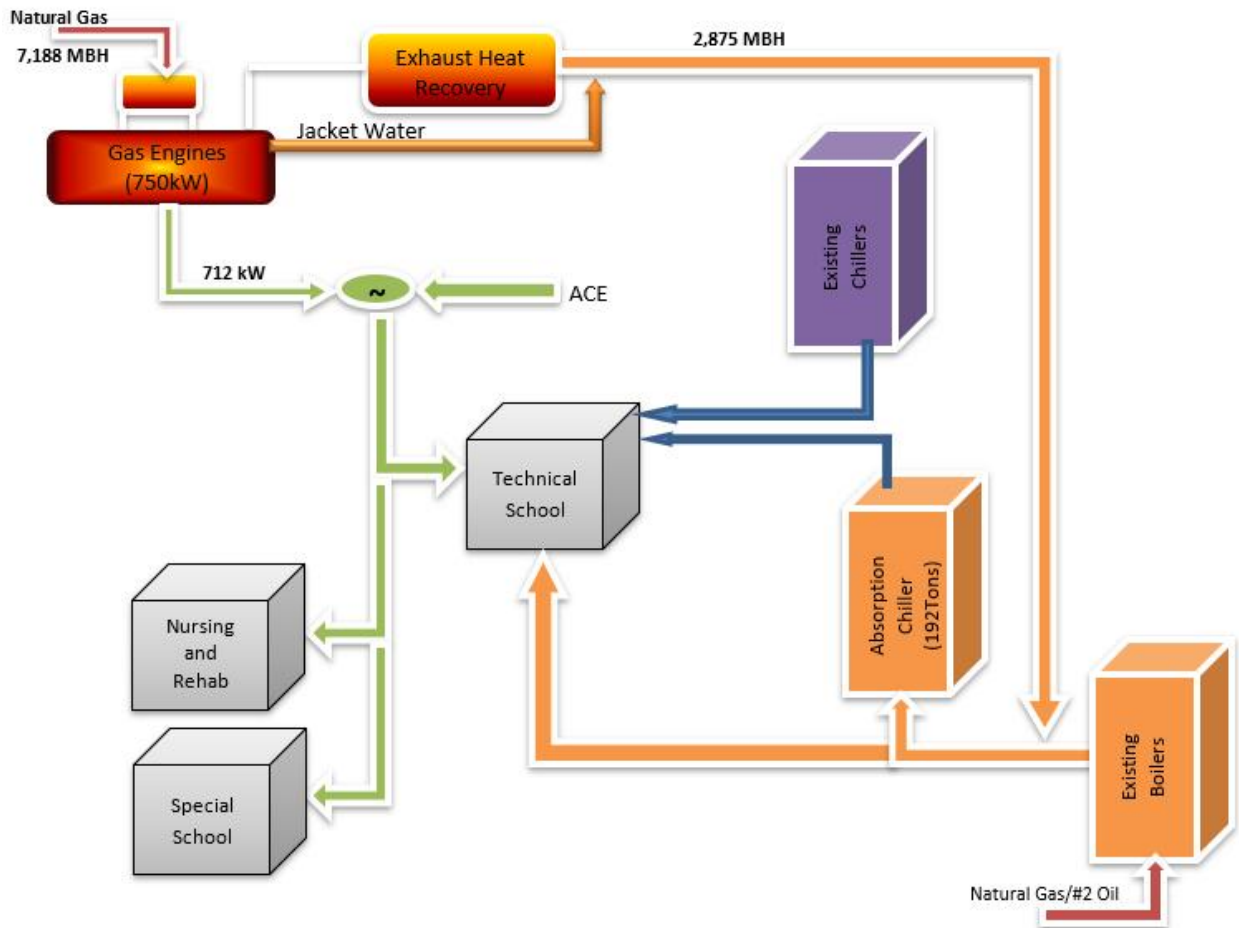 Natural Gas
7,188 MBH
Exhaust Heat
Recovery
2,875 MBH
Jacket Water
Gas Engines
(750kW)
712 kW
~
ACE
Existing
Chillers
Technical
School
Absorption
Chiller
(192Tons)
Nursing
and
Rehab
Special
School
Existing
Boilers
Natural Gas/#2 Oil